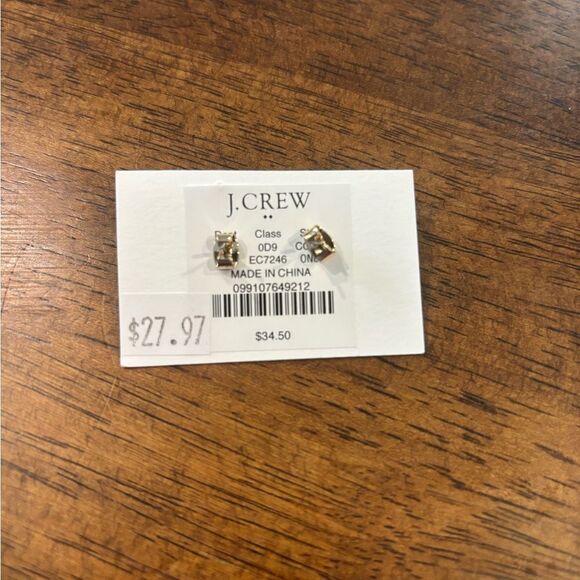 J.CREW
Class
0D9
EC7246
MADE IN CHINA
099107649212
$27.97
$34.50